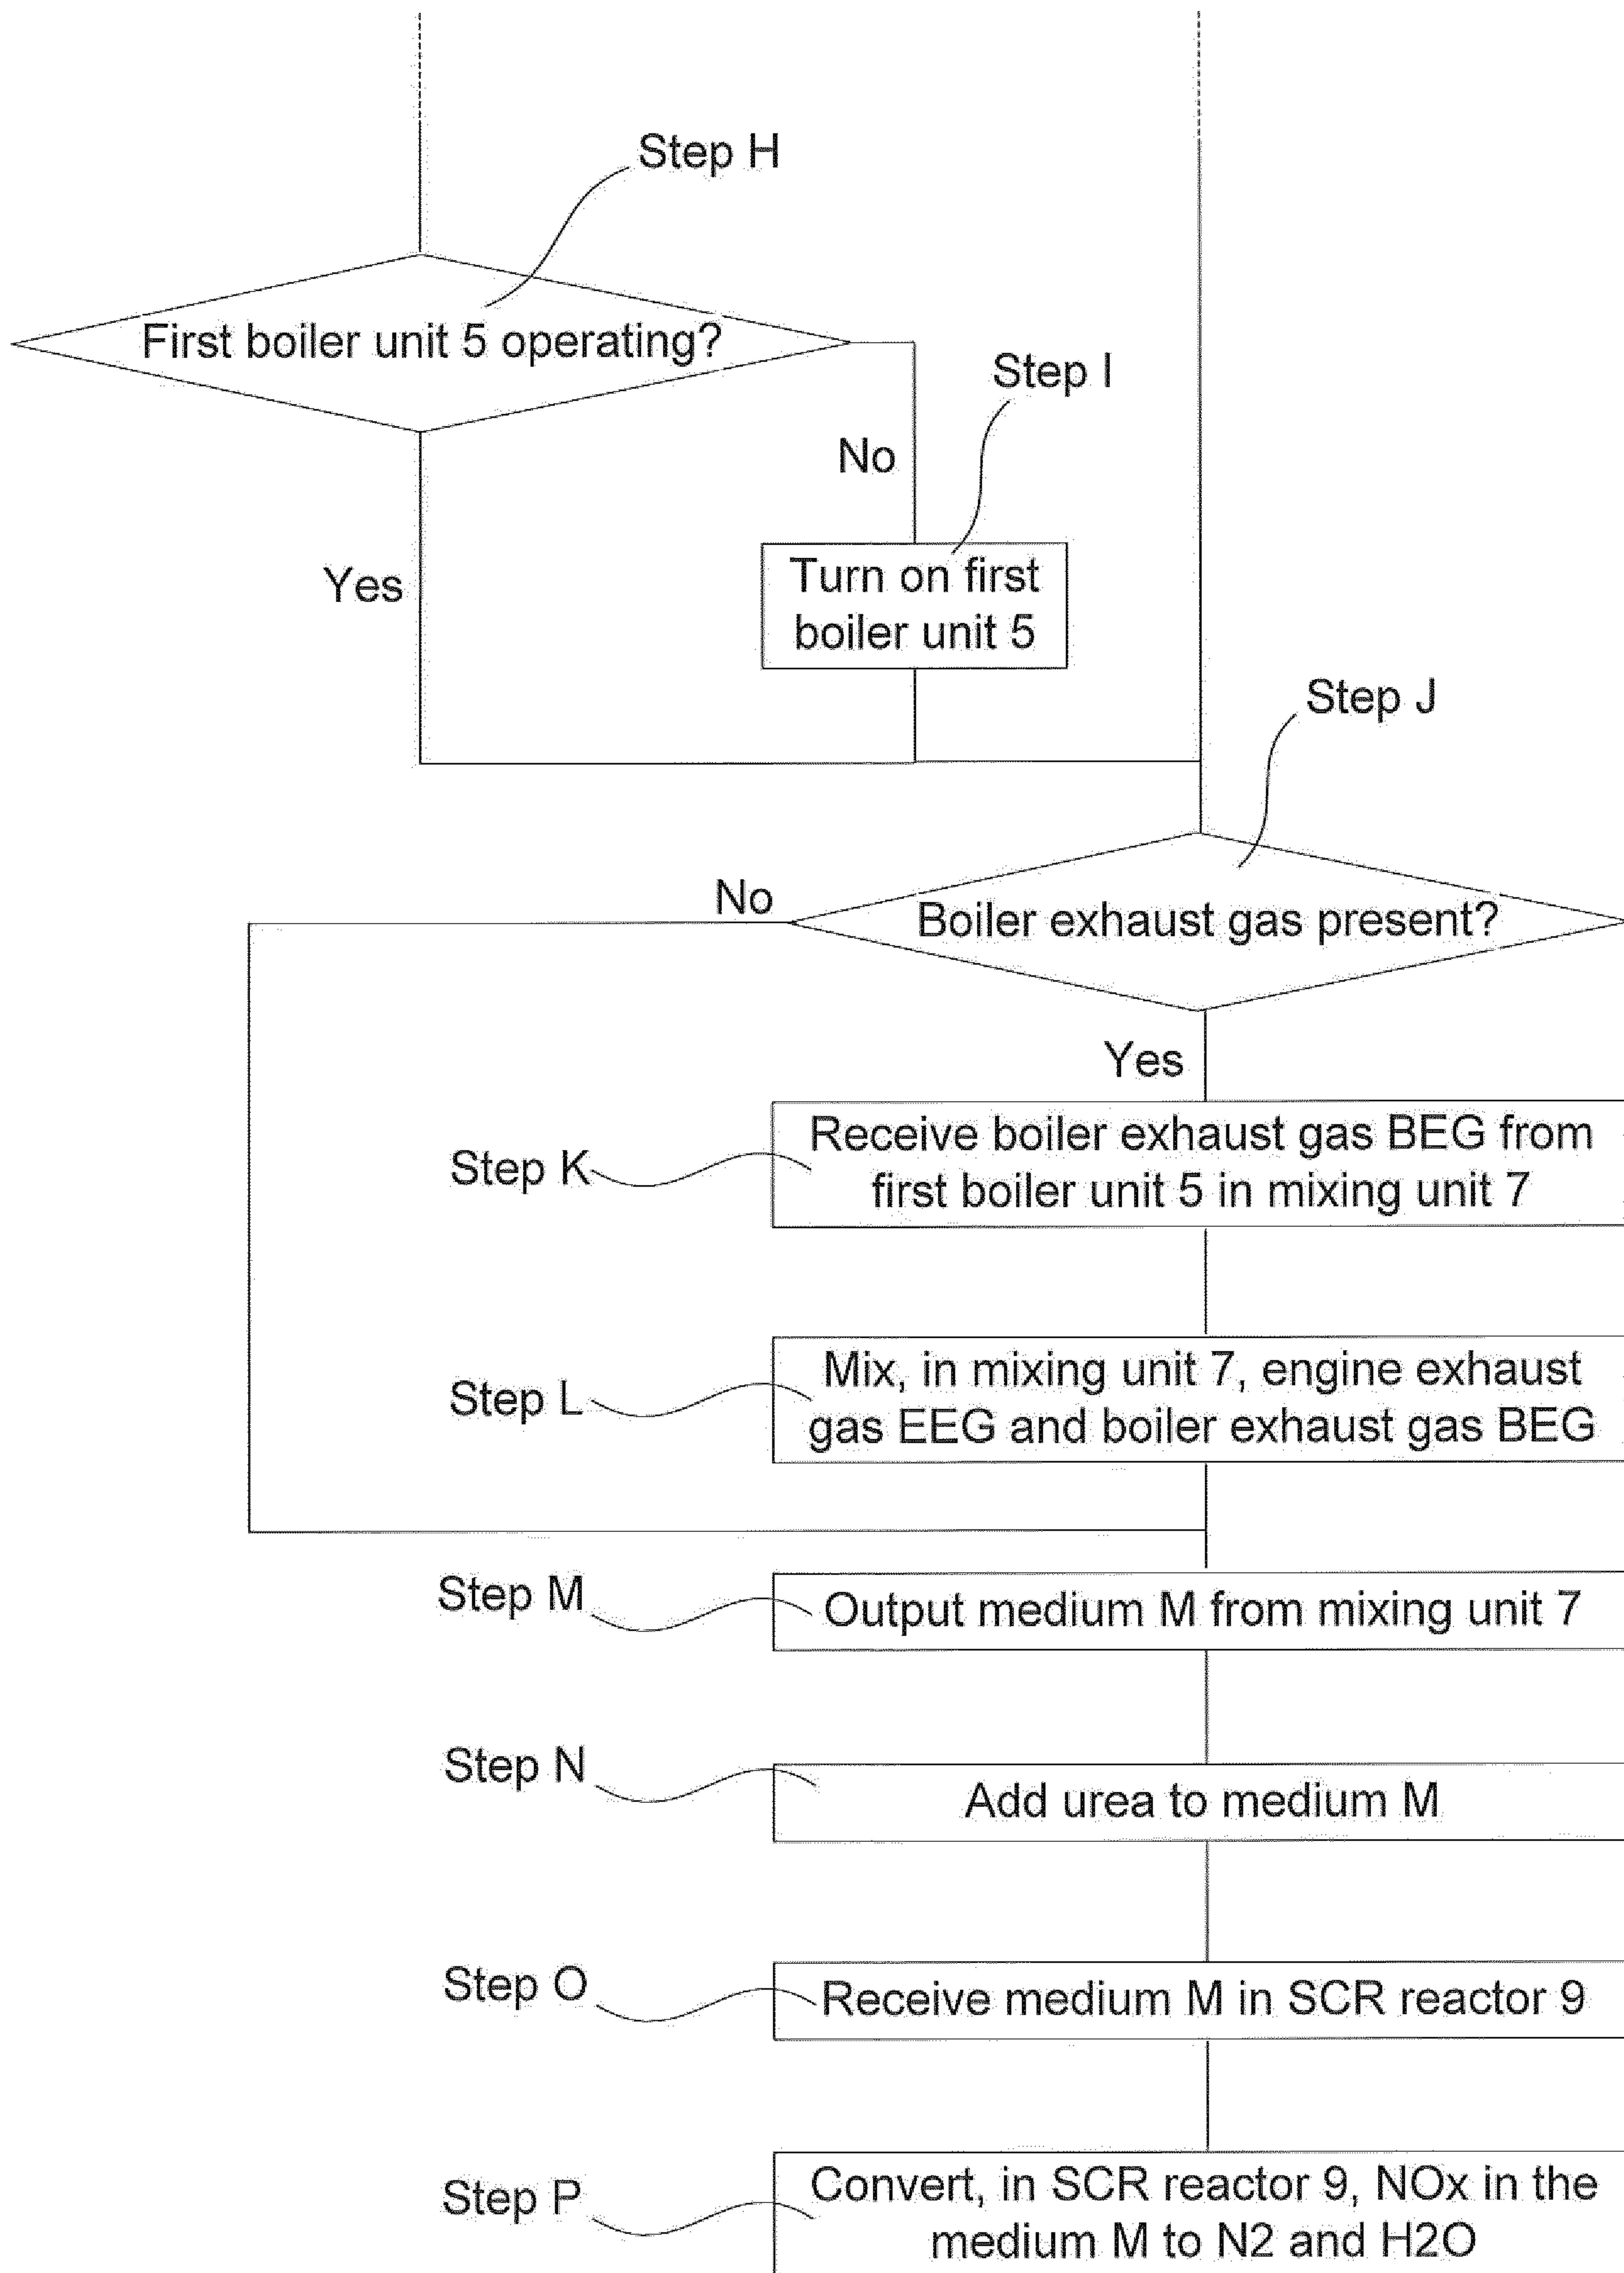 Step H
First boiler unit 5 operating?
Step I
No
Turn on first
boiler unit 5
Yes
Step J
No
Boiler exhaust gas present?
Yes
Step K
Receive boiler exhaust gas BEG from
first boiler unit 5 in mixing unit 7
Step L
Mix, in mixing unit 7, engine exhaust
gas EEG and boiler exhaust gas BEG
Step M
Output medium M from mixing unit 7
Step N
Add urea to medium M
Step O
Receive medium M in SCR reactor 9
Step P
Convert, in SCR reactor 9, NOx in the
medium M to N2 and H2O